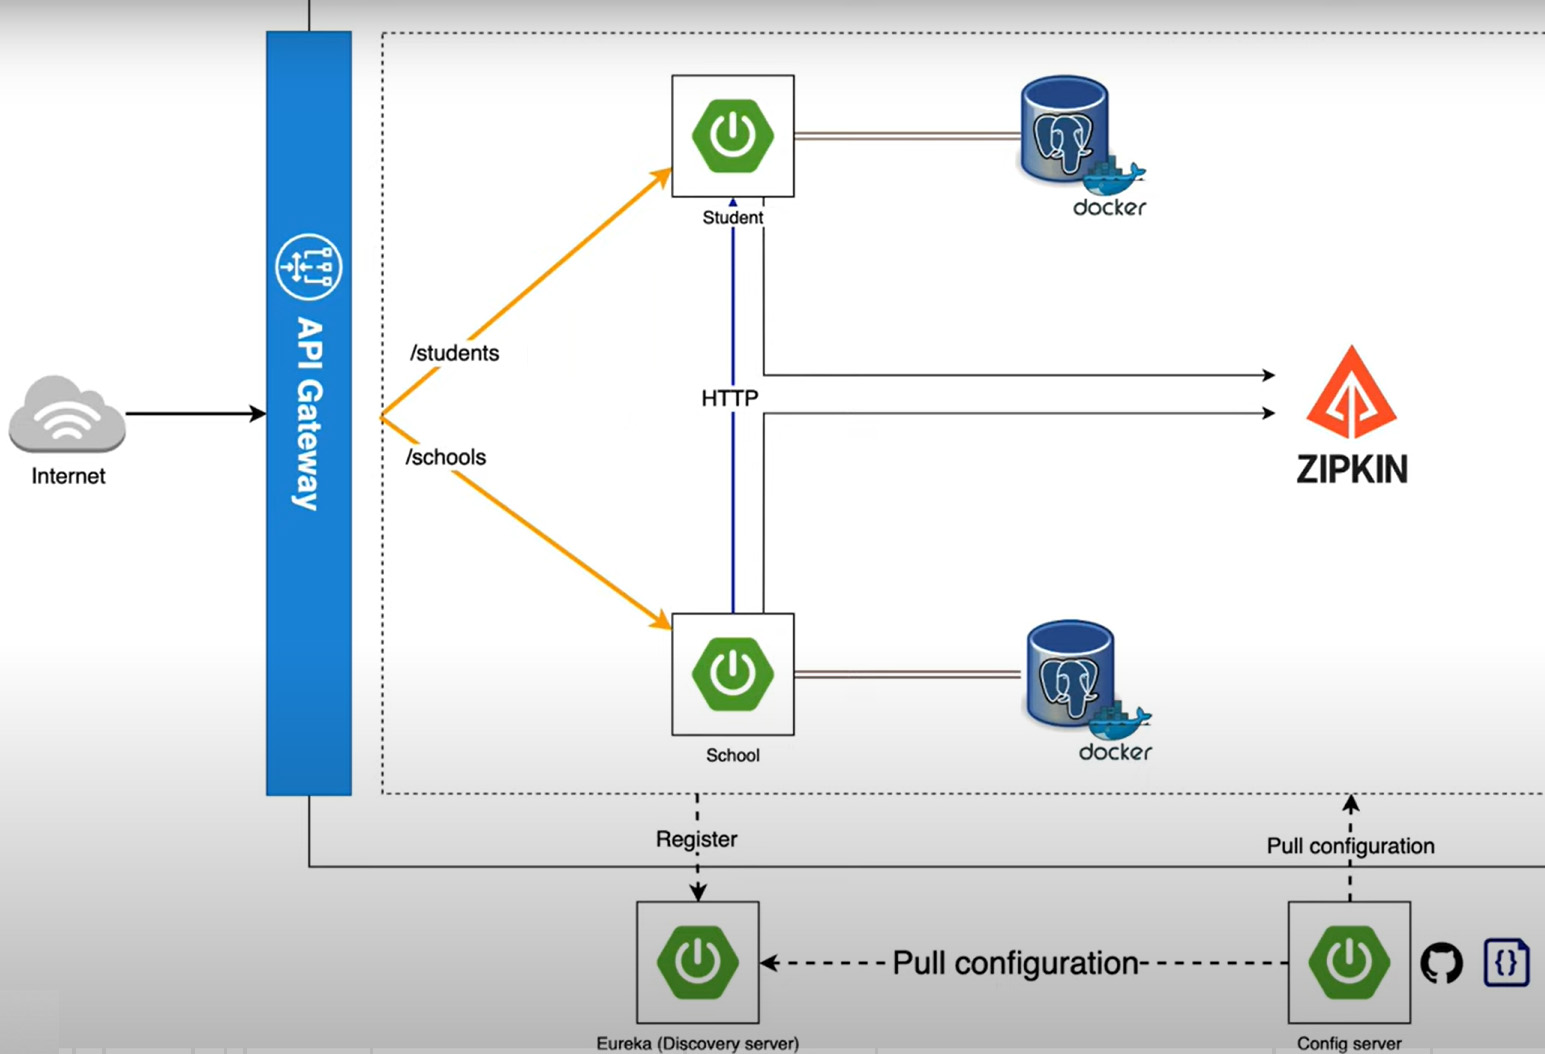 Student
docker
/students
API Gateway
HTTP
/schools
Internet
ZIPKIN
School
docker
Register
Pull configuration
Pull configuration
{}
Eureka (Discovery server)
Config server